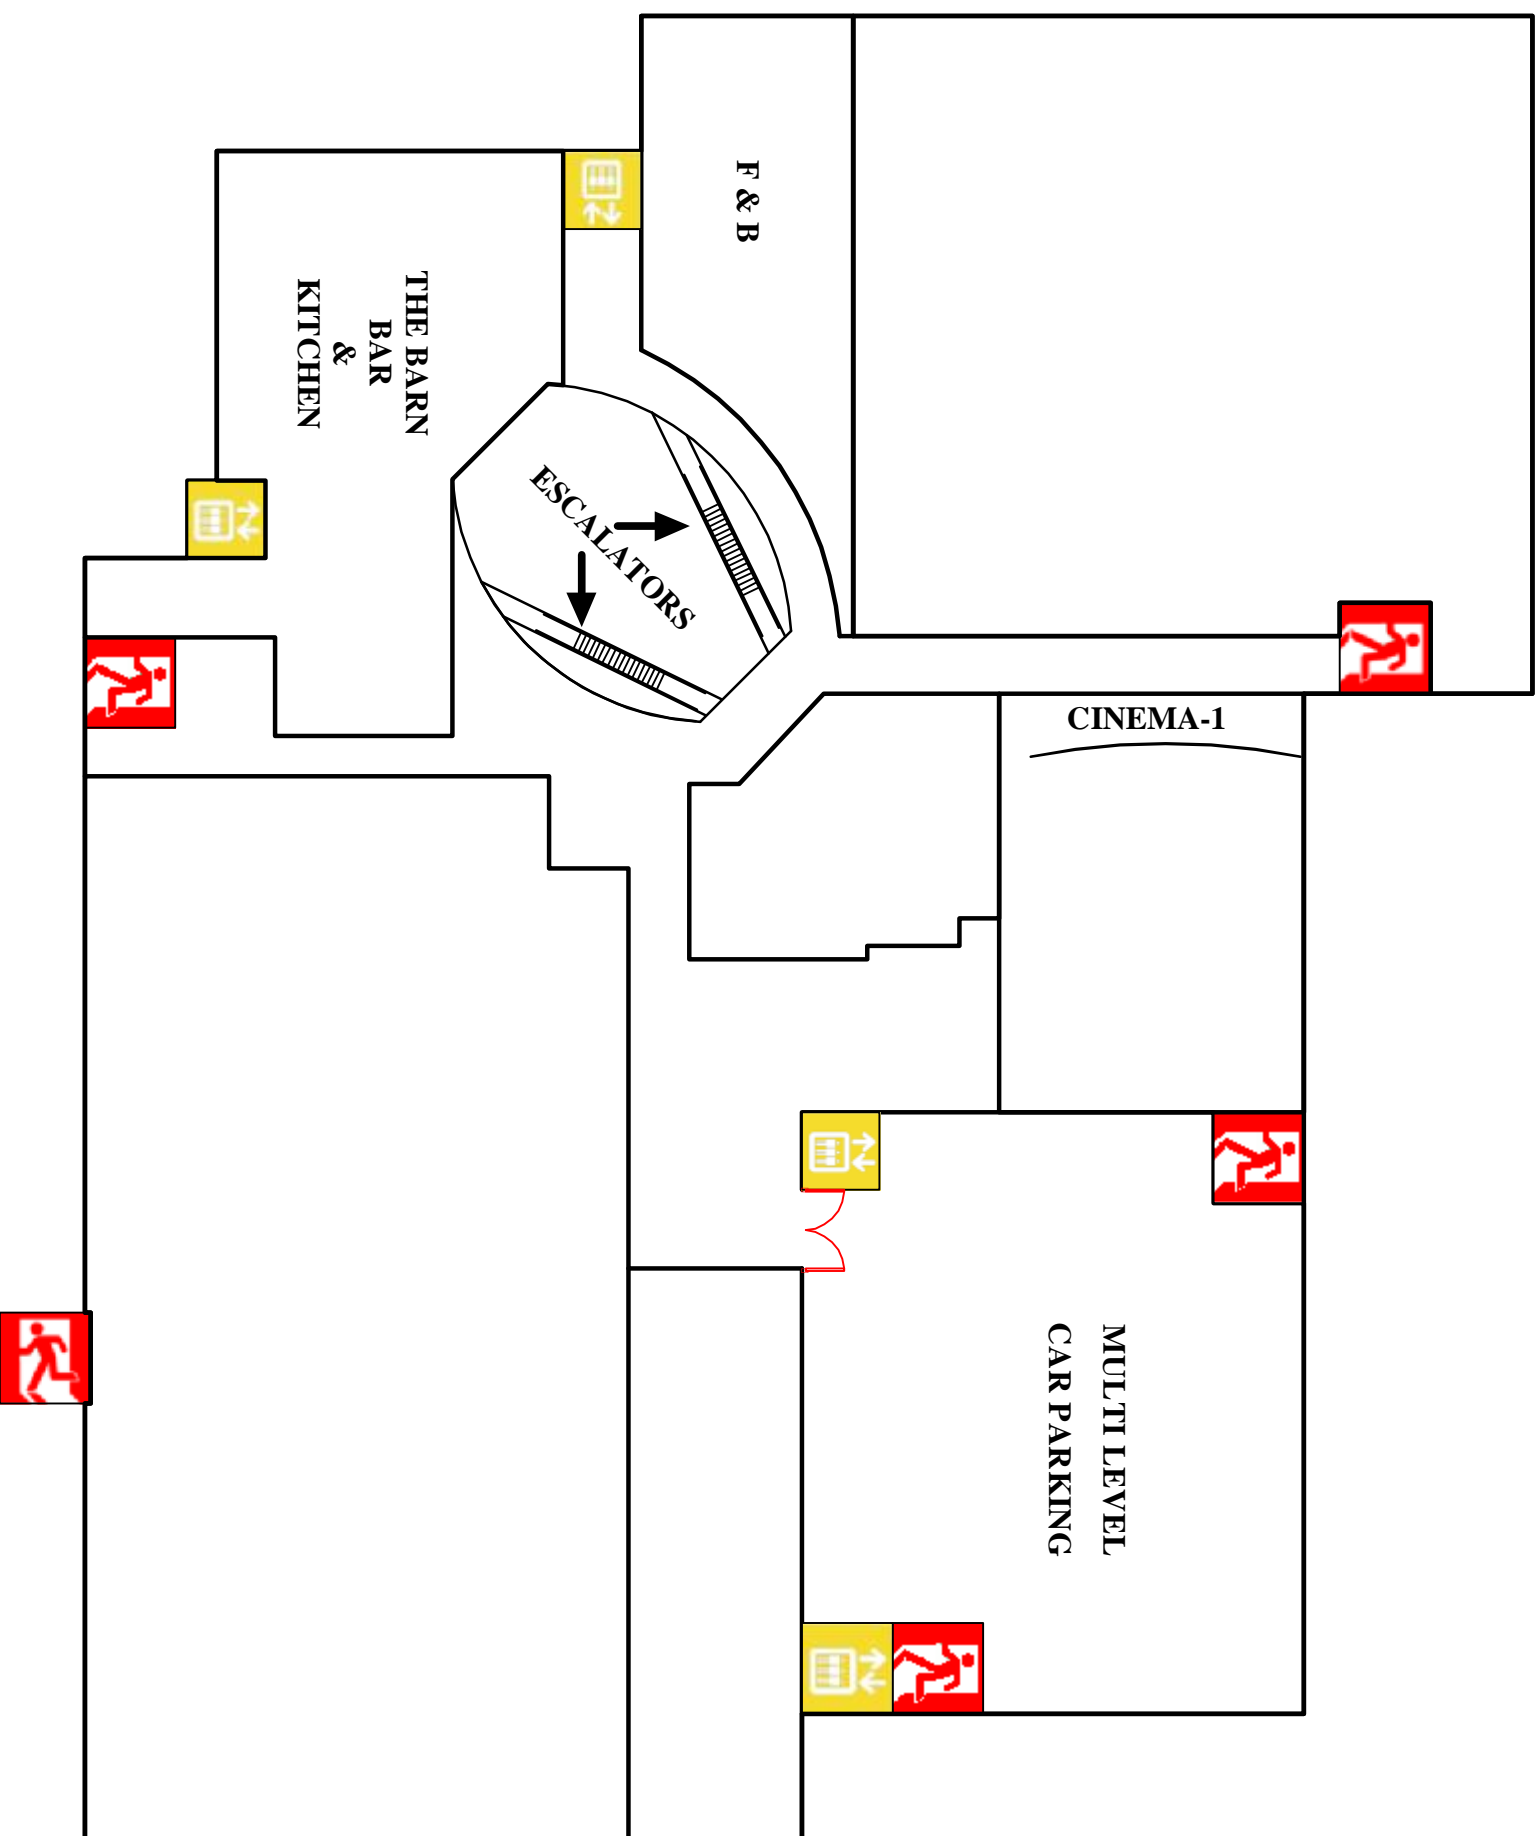 F & B
THE BARN
BAR
&
KITCHEN
ESCALATORS
CINEMA-1
MULTI LEVEL
CAR PARKING